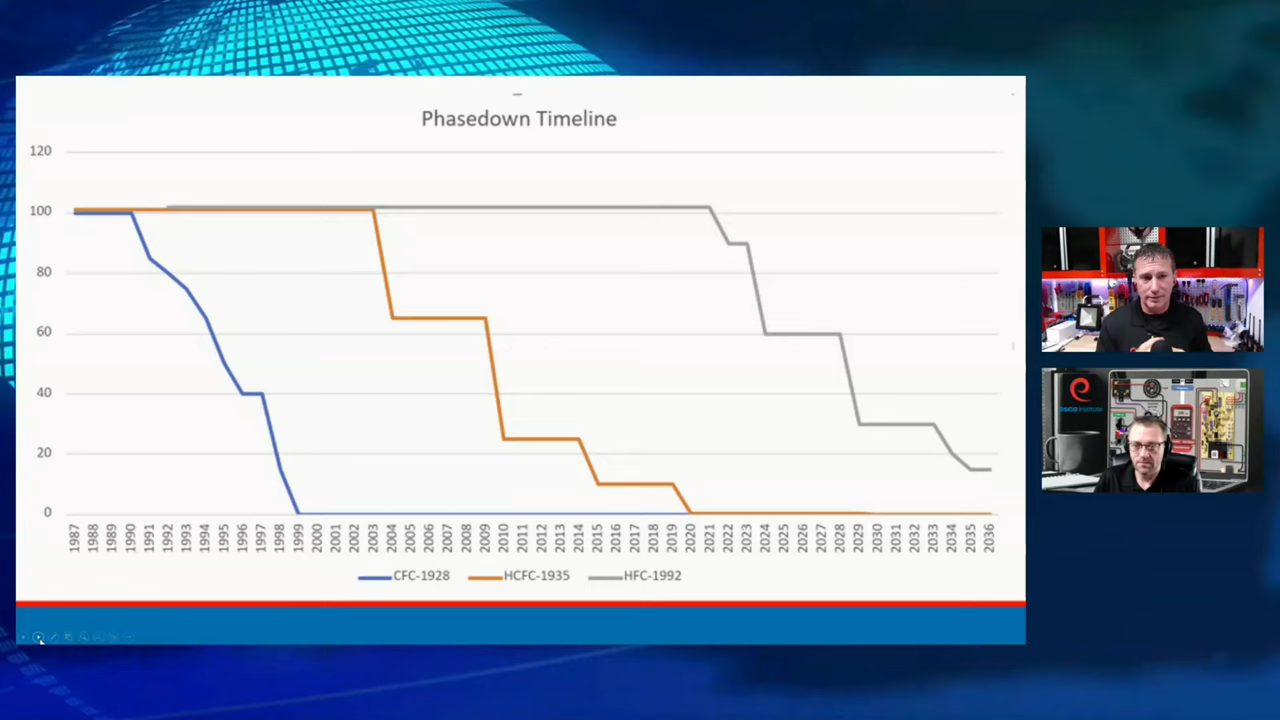 Phasedown Timeline
120
100
80
60
40
20
0
1987 1988 1989 1990 1991 1992 1993 1994 1995 1996 1997 1998 1999 2000 2001 2002 2003 2004 2005 2006 2007 2008 2009 2010 2011 2012 2013 2014 2015 2016 2017 2018 2019 2020 2021 2022 2023 2024 2025 2026 2027 2028 2029 2030 2031 2032 2033 2034 2035 2036
CFC-1928 HCFC-1935 HFC-1992
esco institute